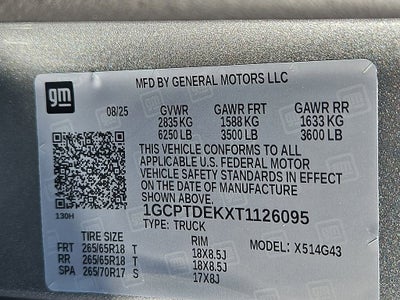 gm
MFD BY GENERAL MOTORS LLC
08/25 GVWR GAWR FRT GAWR RR
2835 KG 1588 KG 1633 KG
6250 LB 3500 LB 3600 LB
THIS VEHICLE CONFORMS TO ALL
APPLICABLE U.S. FEDERAL MOTOR
VEHICLE SAFETY STANDARDS IN EFFECT
ON THE DATE OF MANUFACTURE SHOWN ABOVE.
1GCPTDEKXT1126095
130H
TYPE: TRUCK
TIRE SIZE RIM MODEL: X514G43
FRT 265/65R18 T 18X8.5J
RR 265/65R18 T 18X8.5J
SPA 265/70R17 S 17X8J